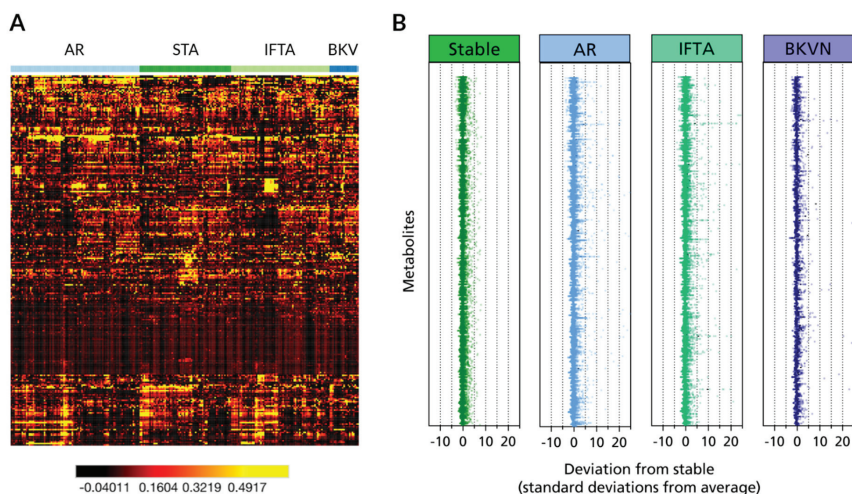 A
AR STA IFTA BKV
-0.04011 0.1604 0.3219 0.4917
B
Stable AR IFTA BKVN
Metabolites
-10 0 10 20 -10 0 10 20 -10 0 10 20 -10 0 10 20
Deviation from stable
(standard deviations from average)